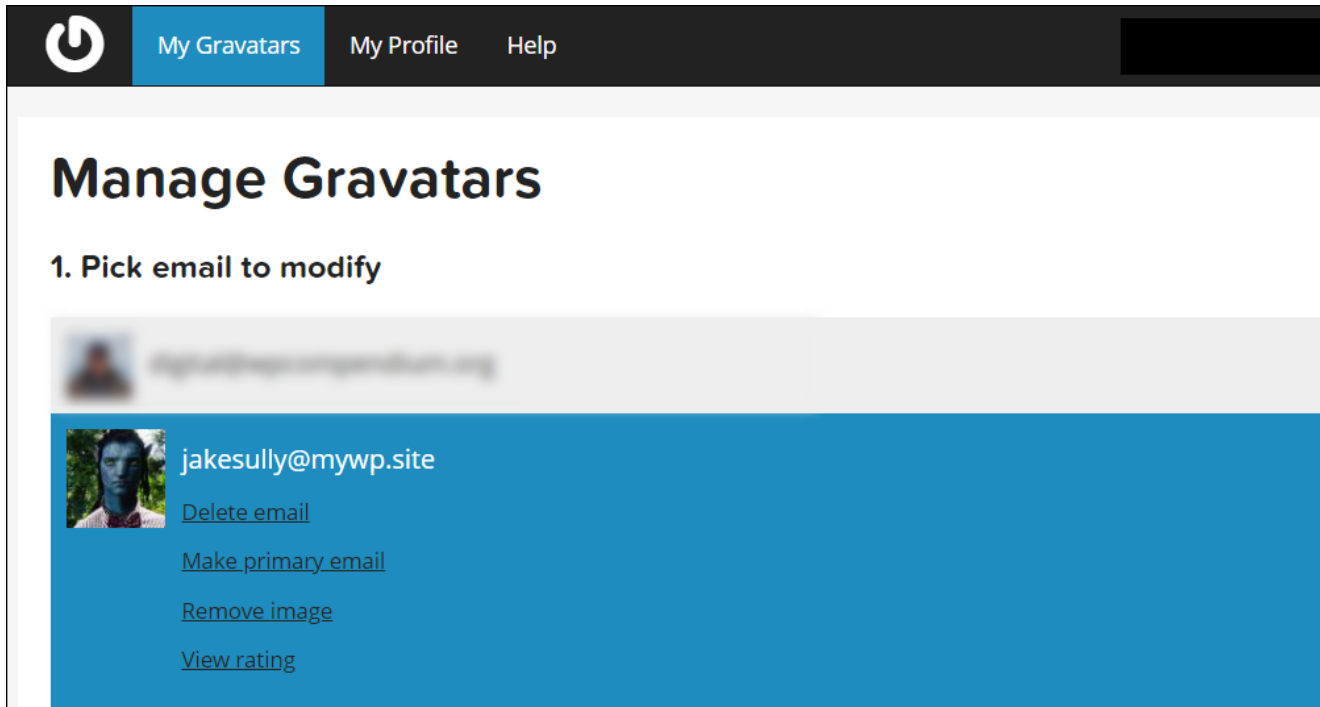 My Gravatars My Profile Help
Manage Gravatars
1. Pick email to modify
jakesully@mywp.site
Delete email
Make primary email
Remove image
View rating